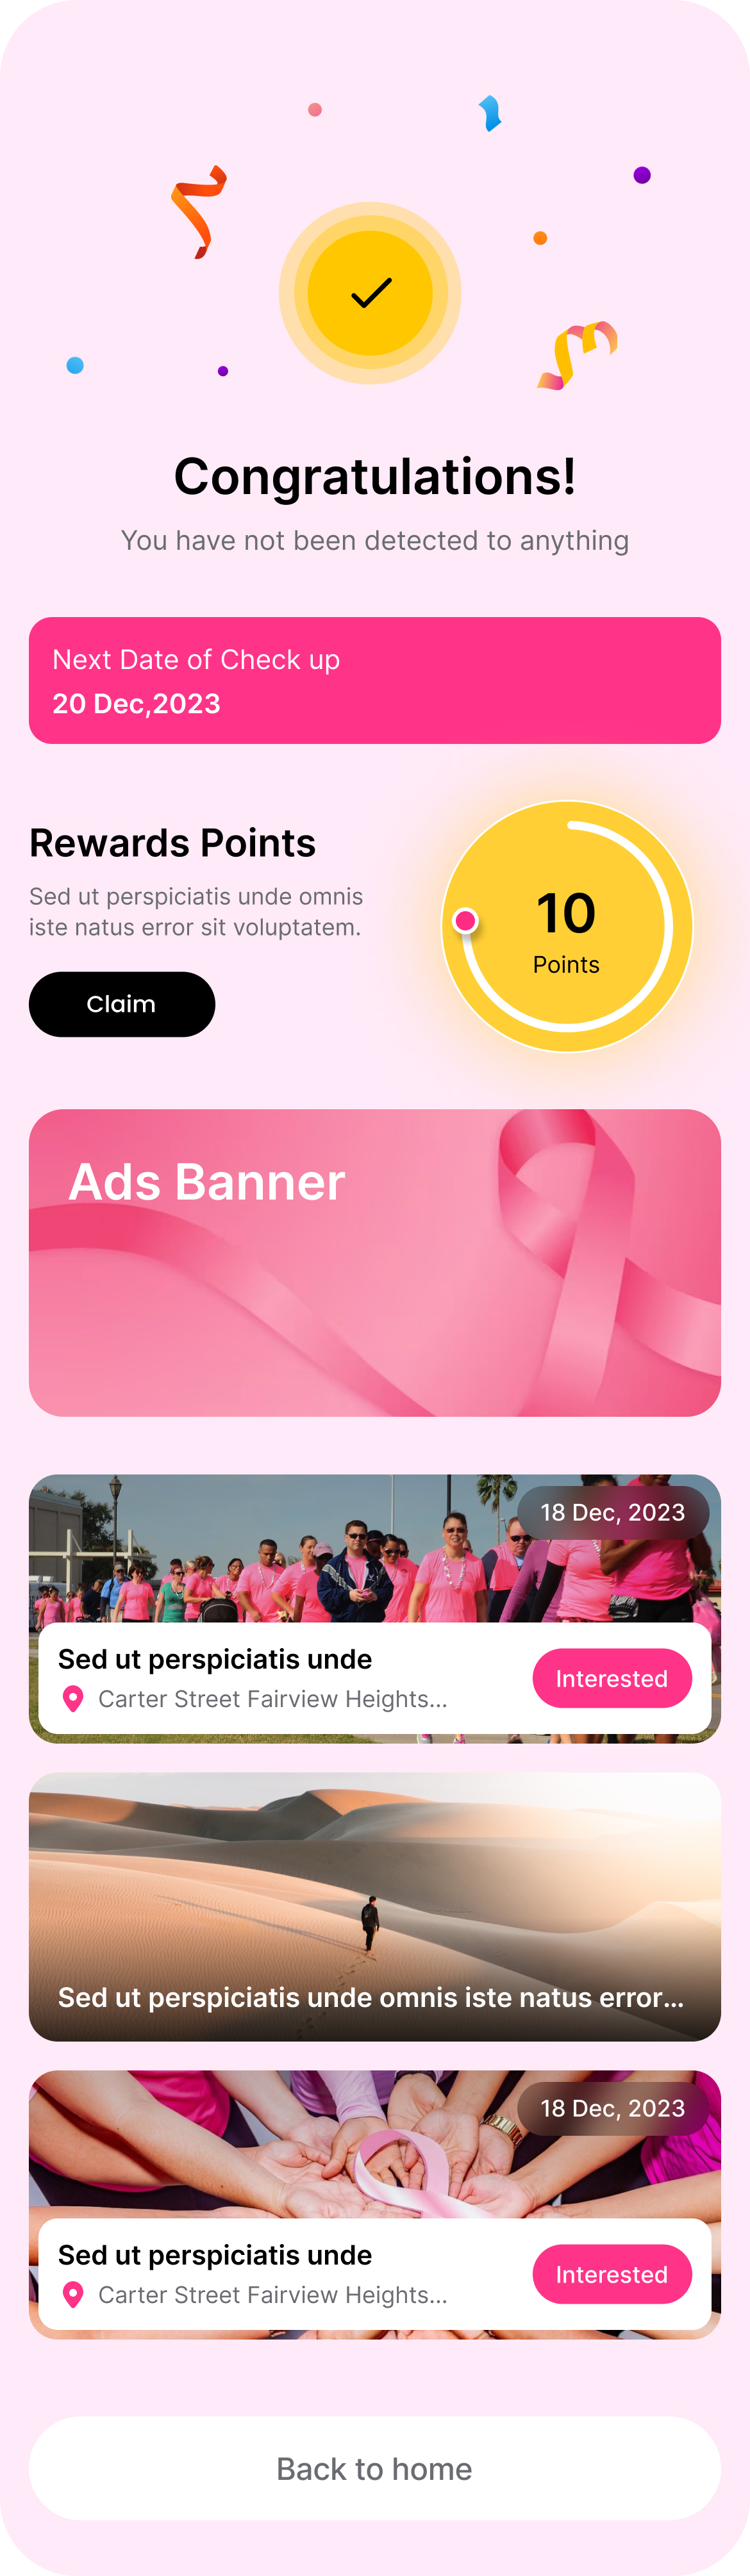 Congratulations!
You have not been detected to anything
Next Date of Check up
20 Dec,2023
Rewards Points
Sed ut perspiciatis unde omnis
iste natus error sit voluptatem.
Claim
10
Points
Ads Banner
18 Dec, 2023
Sed ut perspiciatis unde
Carter Street Fairview Heights...
Interested
Sed ut perspiciatis unde omnis iste natus error...
18 Dec, 2023
Sed ut perspiciatis unde
Carter Street Fairview Heights...
Interested
Back to home